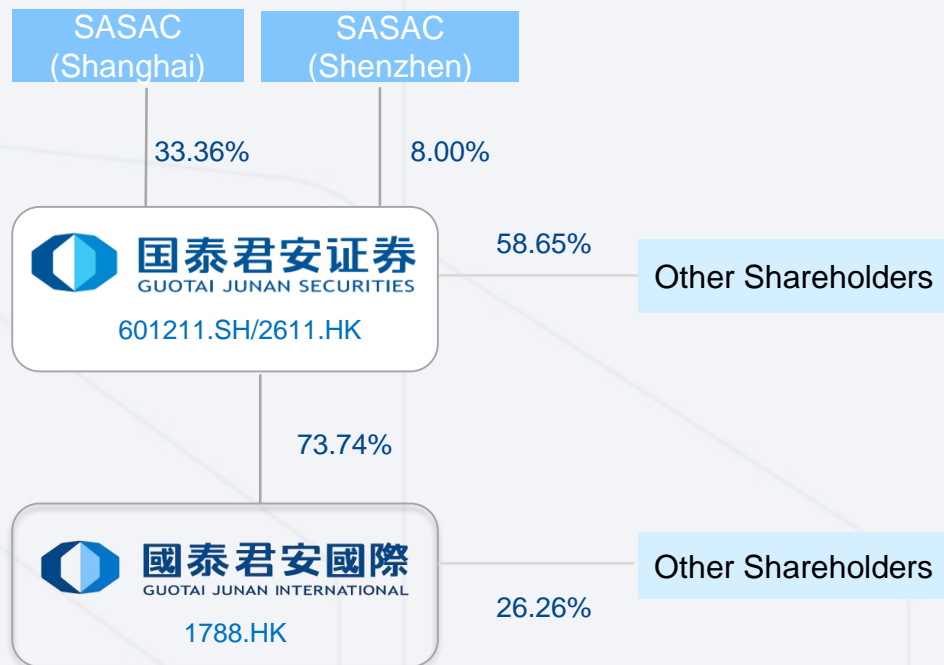 SASAC
(Shanghai)
SASAC
(Shenzhen)
33.36%
8.00%
国泰君安证券
GUOTAI JUNAN SECURITIES
601211.SH/2611.HK
58.65%
Other Shareholders
73.74%
國泰君安國際
GUOTAI JUNAN INTERNATIONAL
1788.HK
Other Shareholders
26.26%